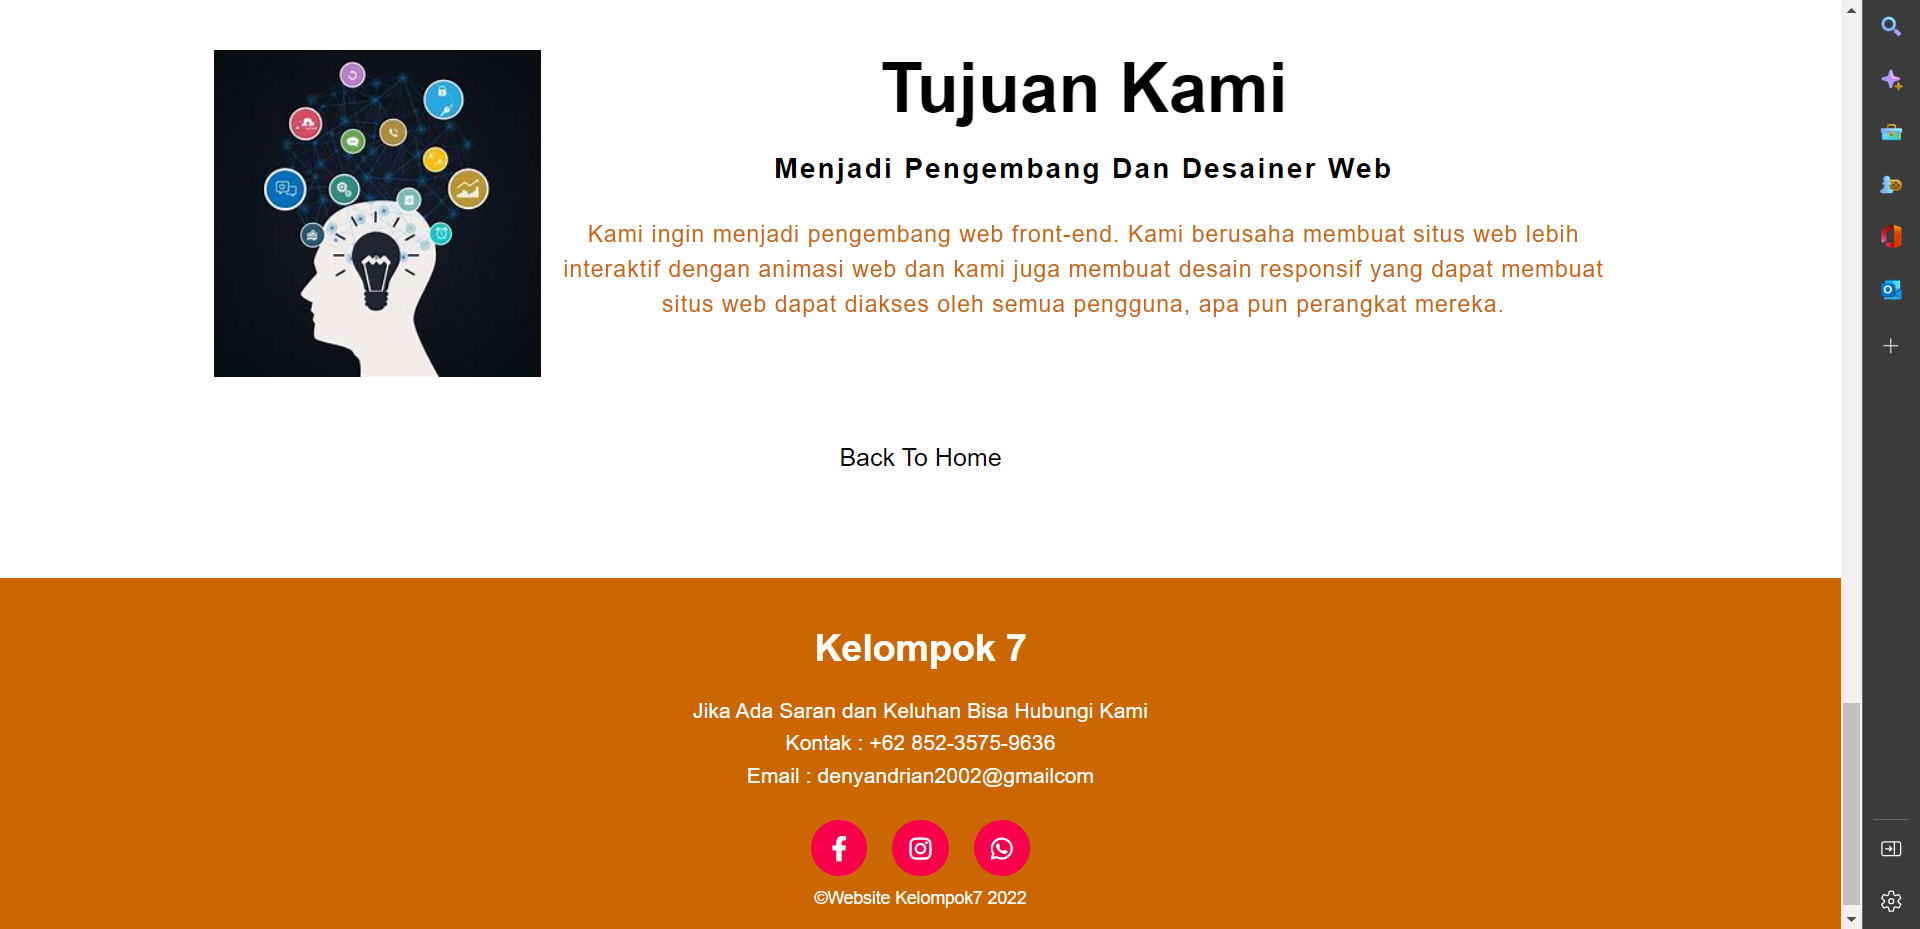 Tujuan Kami
Menjadi Pengembang Dan Desainer Web
Kami ingin menjadi pengembang web front-end. Kami berusaha membuat situs web lebih
interaktif dengan animasi web dan kami juga membuat desain responsif yang dapat membuat
situs web dapat diakses oleh semua pengguna, apa pun perangkat mereka.
Back To Home
Kelompok 7
Jika Ada Saran dan Keluhan Bisa Hubungi Kami
Kontak : +62 852-3575-9636
Email : denyandrian2002@gmailcom
©Website Kelompok7 2022